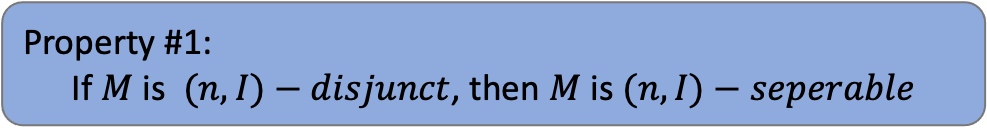 Property #1:
If M is (n, I) − disjunct, then M is (n, I) − seperable